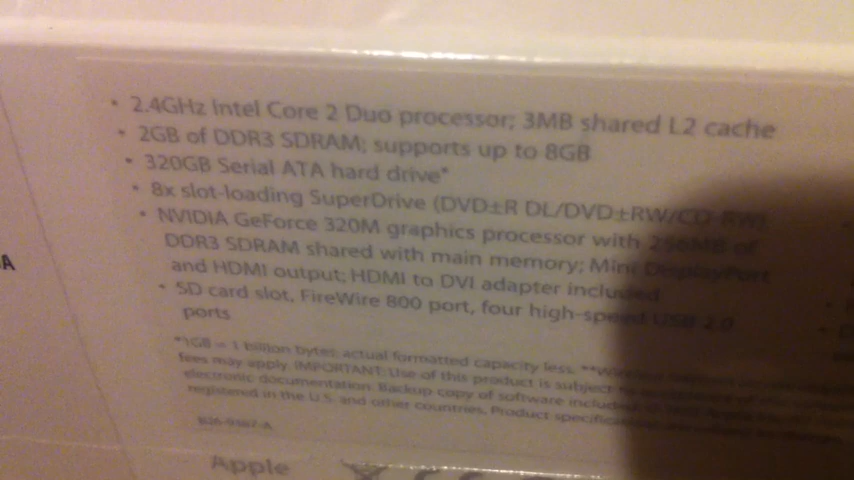 • 2.4GHz Intel Core 2 Duo processor; 3MB shared L2 cache
• 2GB of DDR3 SDRAM; supports up to 8GB
• 320GB Serial ATA hard drive*
• 8x slot-loading SuperDrive (DVD±R DL/DVD±RW/CD-RW)
• NVIDIA GeForce 320M graphics processor with 256MB of
DDR3 SDRAM shared with main memory; Mini DisplayPort
and HDMI output; HDMI to DVI adapter included
• SD card slot, FireWire 800 port, four high-speed USB 2.0
ports
A
*1GB = 1 billion bytes; actual formatted capacity less.
fees may apply. IMPORTANT: Use of this product is subject
electronic documentation. Backup copy of software included.
registered in the U.S. and other countries. Product
Apple